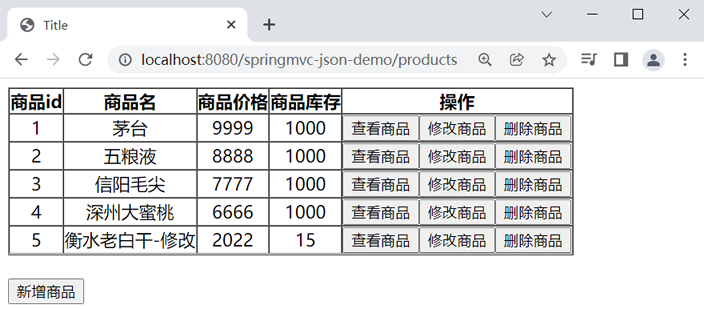 Title
localhost:8080/springmvc-json-demo/products
商品id 商品名 商品价格 商品库存 操作
1 茅台 9999 1000 查看商品 修改商品 删除商品
2 五粮液 8888 1000 查看商品 修改商品 删除商品
3 信阳毛尖 7777 1000 查看商品 修改商品 删除商品
4 深州大蜜桃 6666 1000 查看商品 修改商品 删除商品
5 衡水老白干-修改 2022 15 查看商品 修改商品 删除商品
新增商品